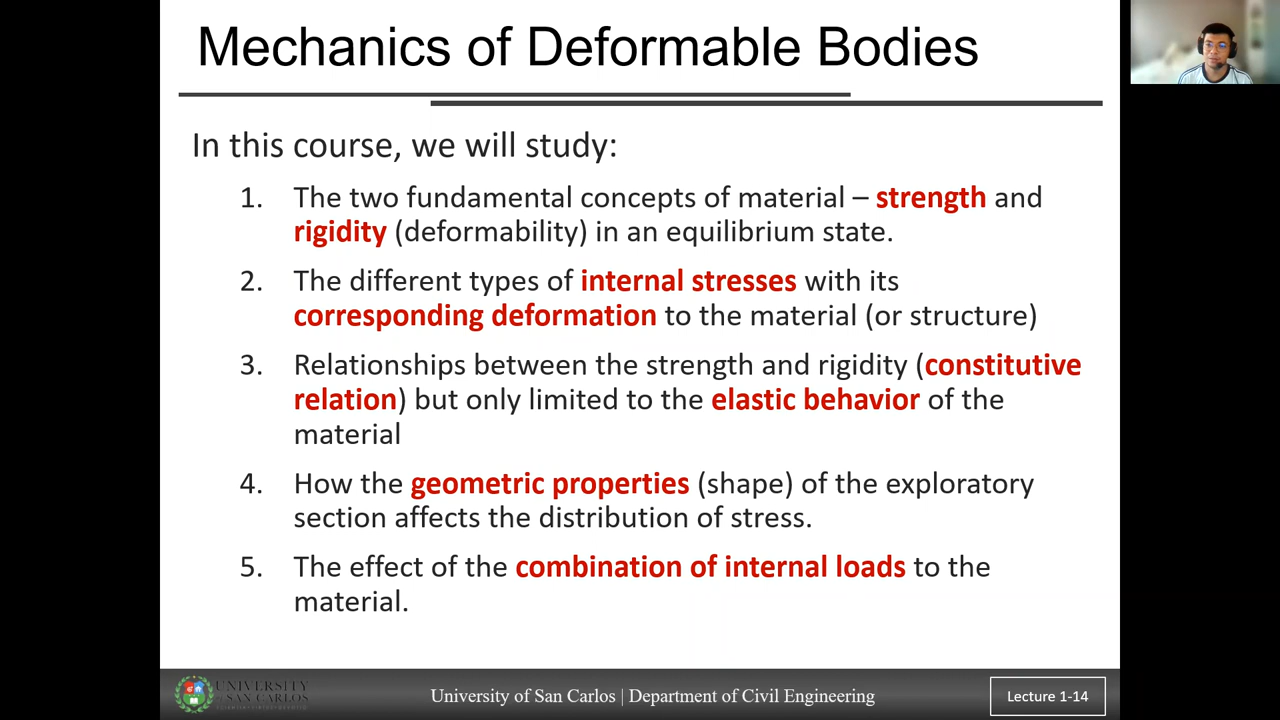 Mechanics of Deformable Bodies
In this course, we will study:
1. The two fundamental concepts of material – strength and
rigidity (deformability) in an equilibrium state.
2. The different types of internal stresses with its
corresponding deformation to the material (or structure)
3. Relationships between the strength and rigidity (constitutive
relation) but only limited to the elastic behavior of the
material
4. How the geometric properties (shape) of the exploratory
section affects the distribution of stress.
5. The effect of the combination of internal loads to the
material.
UNIVERSITY
of SAN CARLOS
University of San Carlos | Department of Civil Engineering
Lecture 1-14